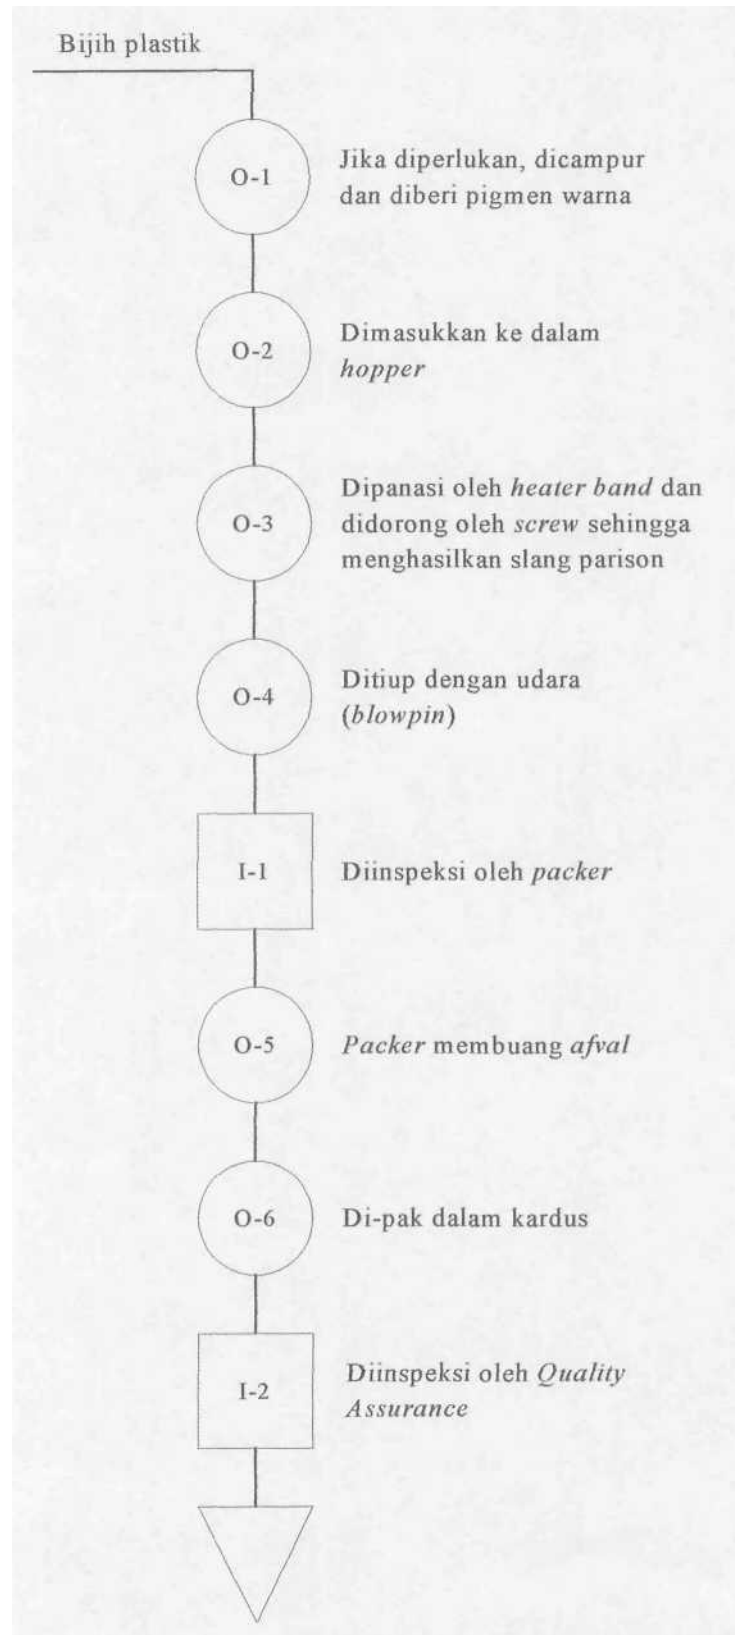 Bijih plastik
O-1
Jika diperlukan, dicampur
dan diberi pigmen warna
O-2
Dimasukkan ke dalam
hopper
O-3
Dipanasi oleh heater band dan
didorong oleh screw sehingga
menghasilkan slang parison
O-4
Ditiup dengan udara
(blowpin)
I-1
Diinspeksi oleh packer
O-5
Packer membuang afval
O-6
Di-pak dalam kardus
I-2
Diinspeksi oleh Quality
Assurance